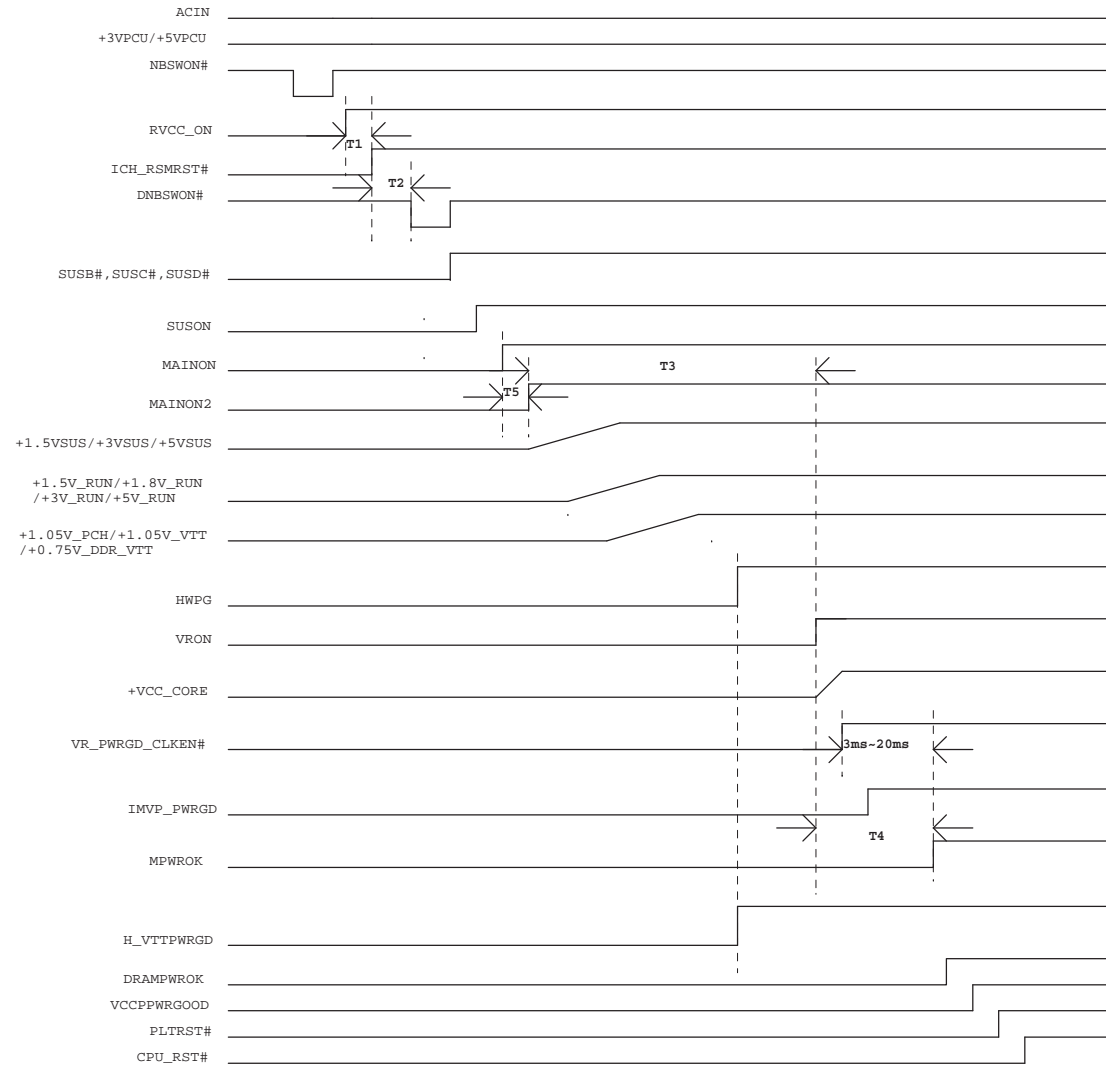 ACIN
+3VPCU/+5VPCU
NBSWON#
RVCC_ON
T1
ICH_RSMRST#
T2
DNBSWON#
SUSB#,SUSC#,SUSD#
SUSON
MAINON
T3
T5
MAINON2
+1.5VSUS/+3VSUS/+5VSUS
+1.5V_RUN/+1.8V_RUN
/+3V_RUN/+5V_RUN
+1.05V_PCH/+1.05V_VTT
/+0.75V_DDR_VTT
HWPG
VRON
+VCC_CORE
VR_PWRGD_CLKEN#
3ms~20ms
IMVP_PWRGD
T4
MPWROK
H_VTTPWRGD
DRAMPWROK
VCCPPWRGOOD
PLTRST#
CPU_RST#